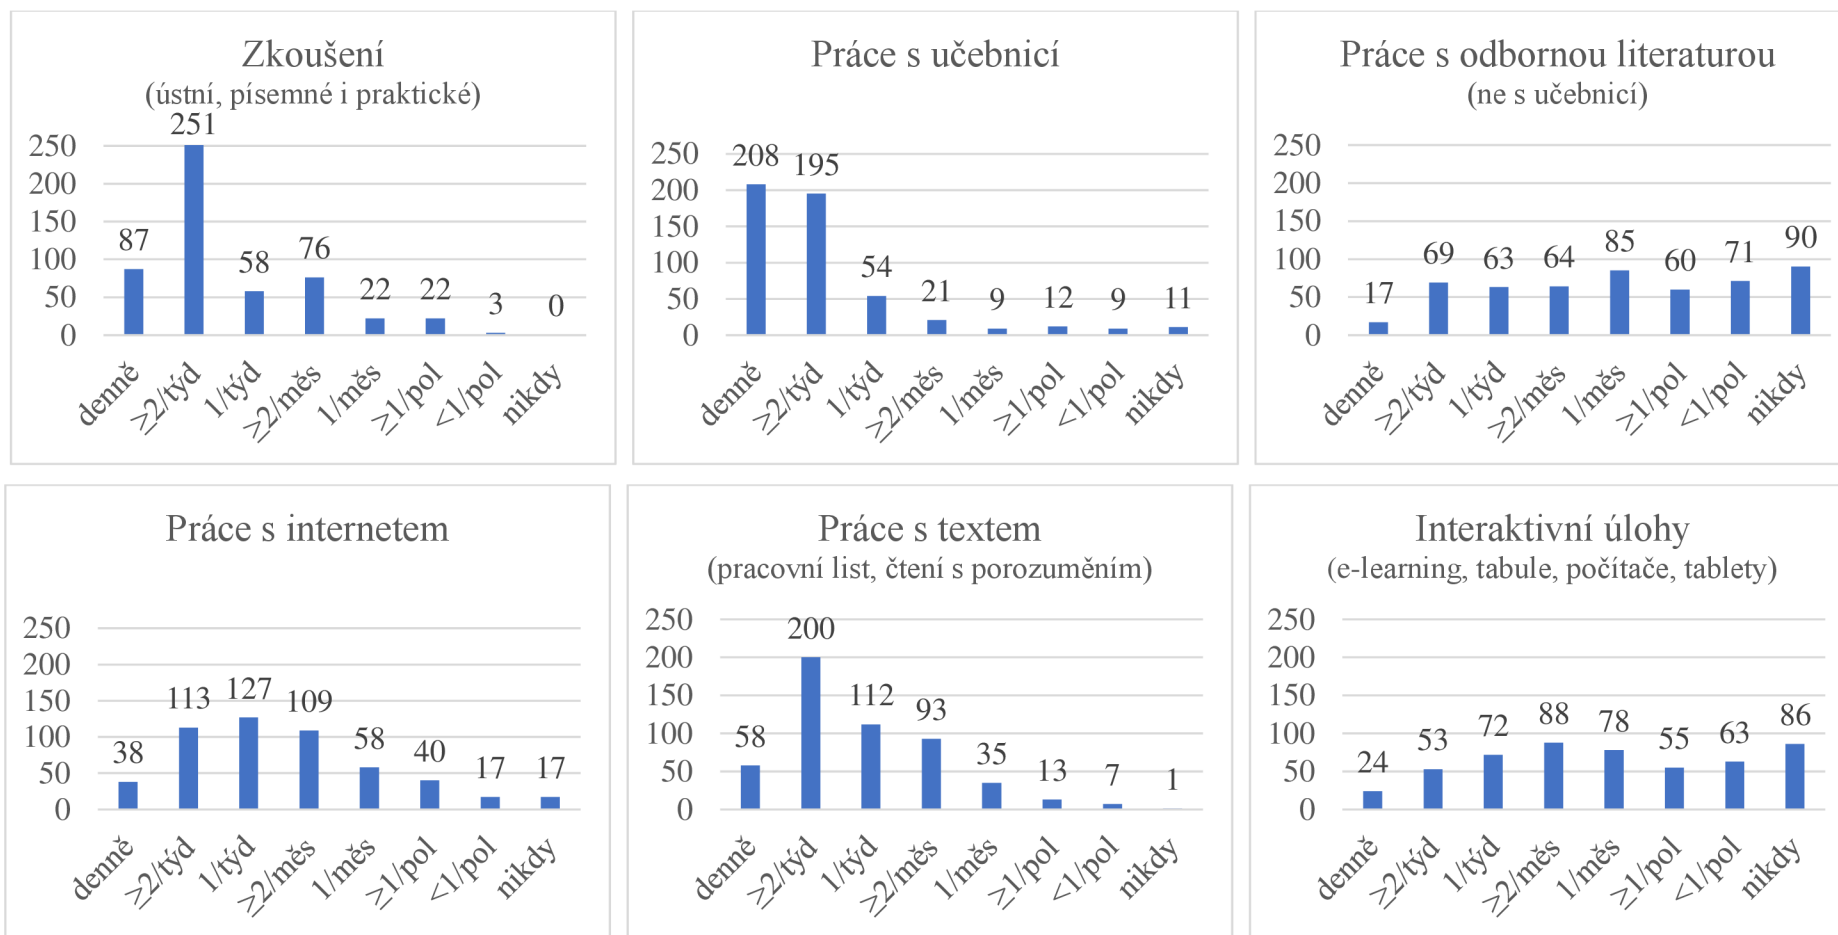 Zkoušení
(ústní, písemné i praktické)
250
200
150
100
50
0
87
251
58
76
22
22
3
0
denně
≥2/týd
1/týd
≥2/měs
1/měs
≥1/pol
<1/pol
nikdy
Práce s učebnicí
250
200
150
100
50
0
208
195
54
21
9
12
9
11
denně
≥2/týd
1/týd
≥2/měs
1/měs
≥1/pol
<1/pol
nikdy
Práce s odbornou literaturou
(ne s učebnicí)
250
200
150
100
50
0
17
69
63
64
85
60
71
90
denně
≥2/týd
1/týd
≥2/měs
1/měs
≥1/pol
<1/pol
nikdy
Práce s internetem
250
200
150
100
50
0
38
113
127
109
58
40
17
17
denně
≥2/týd
1/týd
≥2/měs
1/měs
≥1/pol
<1/pol
nikdy
Práce s textem
(pracovní list, čtení s porozuměním)
250
200
150
100
50
0
58
200
112
93
35
13
7
1
denně
≥2/týd
1/týd
≥2/měs
1/měs
≥1/pol
<1/pol
nikdy
Interaktivní úlohy
(e-learning, tabule, počítače, tablety)
250
200
150
100
50
0
24
53
72
88
78
55
63
86
denně
≥2/týd
1/týd
≥2/měs
1/měs
≥1/pol
<1/pol
nikdy